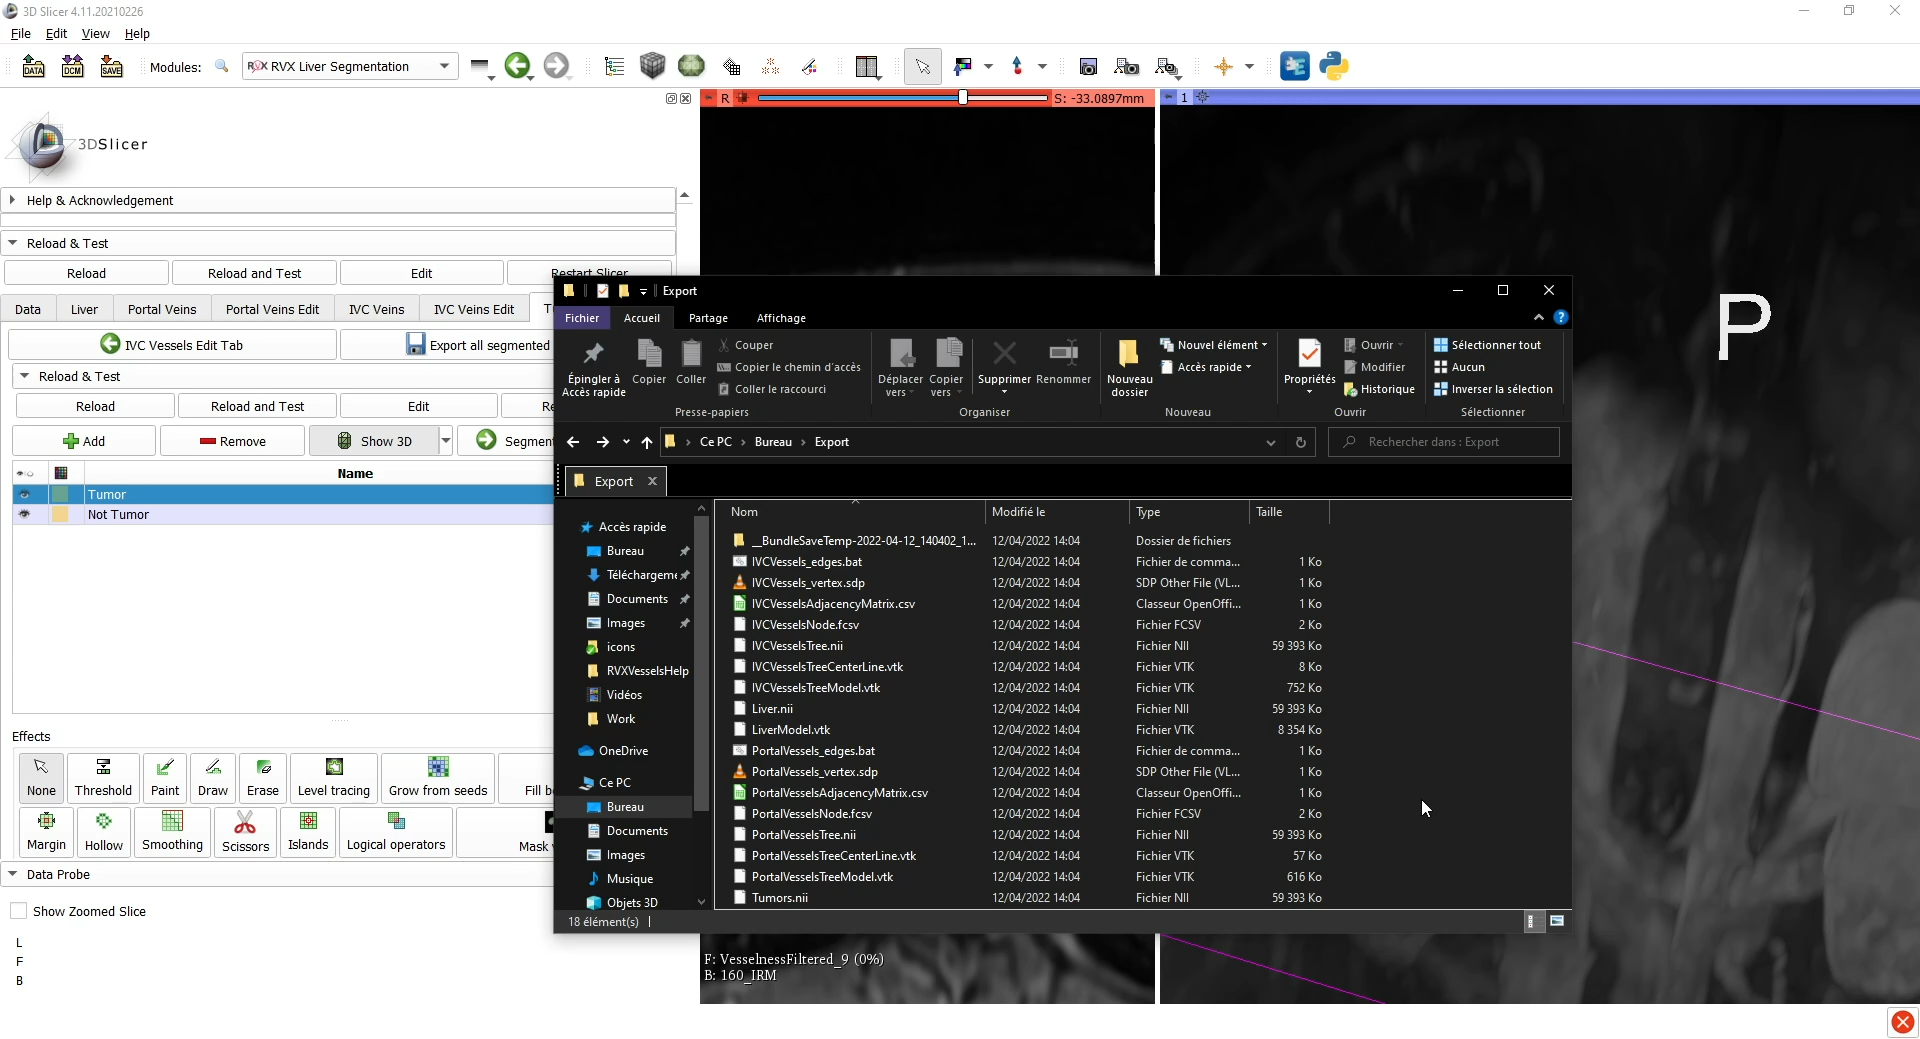 3D Slicer 4.11.20210226
File Edit View Help
DATA DCM SAVE Modules: RVX RVX Liver Segmentation
R S: -33.0897mm
1
3DSlicer
Help & Acknowledgement
Reload & Test
Reload Reload and Test Edit Restart Slicer
Data Liver Portal Veins Portal Veins Edit IVC Veins IVC Veins Edit T
IVC Vessels Edit Tab Export all segmented
Reload & Test
Reload Reload and Test Edit Re
Add Remove Show 3D Segmen
Name
Tumor
Not Tumor
Effects
None Threshold Paint Draw Erase Level tracing Grow from seeds Fill b
Margin Hollow Smoothing Scissors Islands Logical operators Mask
Data Probe
Show Zoomed Slice
L
F
B
Export
Fichier Accueil Partage Affichage
Épingler à Accès rapide
Copier Coller
Couper
Copier le chemin d'accès
Coller le raccourci
Presse-papiers
Déplacer vers
Copier vers
Supprimer Renommer
Organiser
Nouveau dossier
Nouvel élément
Accès rapide
Nouveau
Propriétés
Ouvrir
Modifier
Historique
Ouvrir
Sélectionner tout
Aucun
Inverser la sélection
Sélectionner
Ce PC Bureau Export
Rechercher dans : Export
Export
Accès rapide
Bureau
Téléchargeme
Documents
Images
icons
RVXVesselsHelp
Vidéos
Work
OneDrive
Ce PC
Bureau
Documents
Images
Musique
Objets 3D
Nom Modifié le Type Taille
__BundleSaveTemp-2022-04-12_140402_1... 12/04/2022 14:04 Dossier de fichiers
IVCVessels_edges.bat 12/04/2022 14:04 Fichier de comma... 1 Ko
IVCVessels_vertex.sdp 12/04/2022 14:04 SDP Other File (VL... 1 Ko
IVCVesselsAdjacencyMatrix.csv 12/04/2022 14:04 Classeur OpenOffi... 1 Ko
IVCVesselsNode.fcsv 12/04/2022 14:04 Fichier FCSV 2 Ko
IVCVesselsTree.nii 12/04/2022 14:04 Fichier NII 59 393 Ko
IVCVesselsTreeCenterLine.vtk 12/04/2022 14:04 Fichier VTK 8 Ko
IVCVesselsTreeModel.vtk 12/04/2022 14:04 Fichier VTK 752 Ko
Liver.nii 12/04/2022 14:04 Fichier NII 59 393 Ko
LiverModel.vtk 12/04/2022 14:04 Fichier VTK 8 354 Ko
PortalVessels_edges.bat 12/04/2022 14:04 Fichier de comma... 1 Ko
PortalVessels_vertex.sdp 12/04/2022 14:04 SDP Other File (VL... 1 Ko
PortalVesselsAdjacencyMatrix.csv 12/04/2022 14:04 Classeur OpenOffi... 1 Ko
PortalVesselsNode.fcsv 12/04/2022 14:04 Fichier FCSV 2 Ko
PortalVesselsTree.nii 12/04/2022 14:04 Fichier NII 59 393 Ko
PortalVesselsTreeCenterLine.vtk 12/04/2022 14:04 Fichier VTK 57 Ko
PortalVesselsTreeModel.vtk 12/04/2022 14:04 Fichier VTK 616 Ko
Tumors.nii 12/04/2022 14:04 Fichier NII 59 393 Ko
18 élément(s)
P
F: VesselnessFiltered_9 (0%)
B: 160_IRM